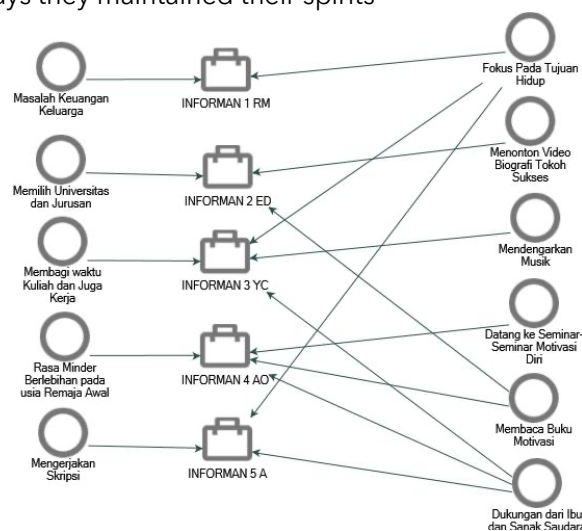 ays they maintained their spirits
Masalah Keuangan
Keluarga
INFORMAN 1 RM
Fokus Pada Tujuan
Hidup
Memilih Universitas
dan Jurusan
INFORMAN 2 ED
Menonton Video
Biografi Tokoh
Sukses
Membagi waktu
Kuliah dan Juga
Kerja
INFORMAN 3 YC
Mendengarkan
Musik
Rasa Minder
Berlebihan pada
usia Remaja Awal
INFORMAN 4 AO
Datang ke Seminar-
Seminar Motivasi
Diri
Mengerjakan
Skripsi
INFORMAN 5 A
Membaca Buku
Motivasi
Dukungan dari Ibu
dan Sanak Saudara